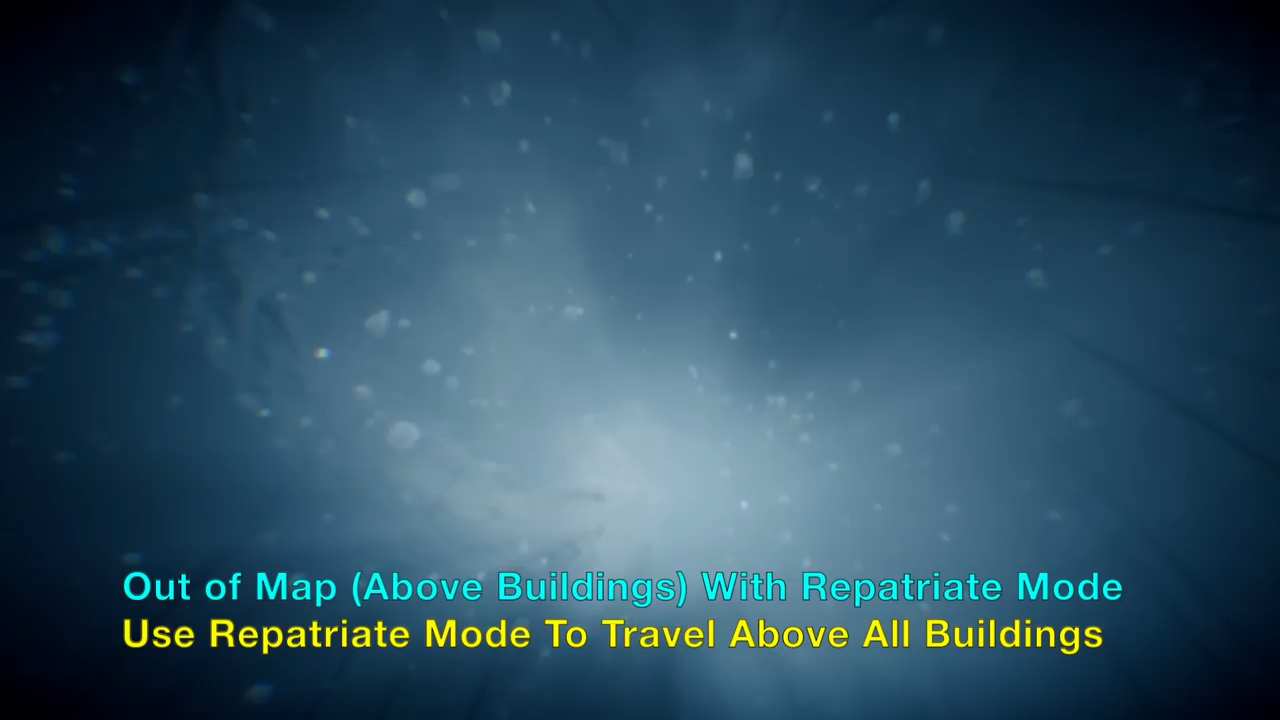 Out of Map (Above Buildings) With Repatriate Mode
Use Repatriate Mode To Travel Above All Buildings